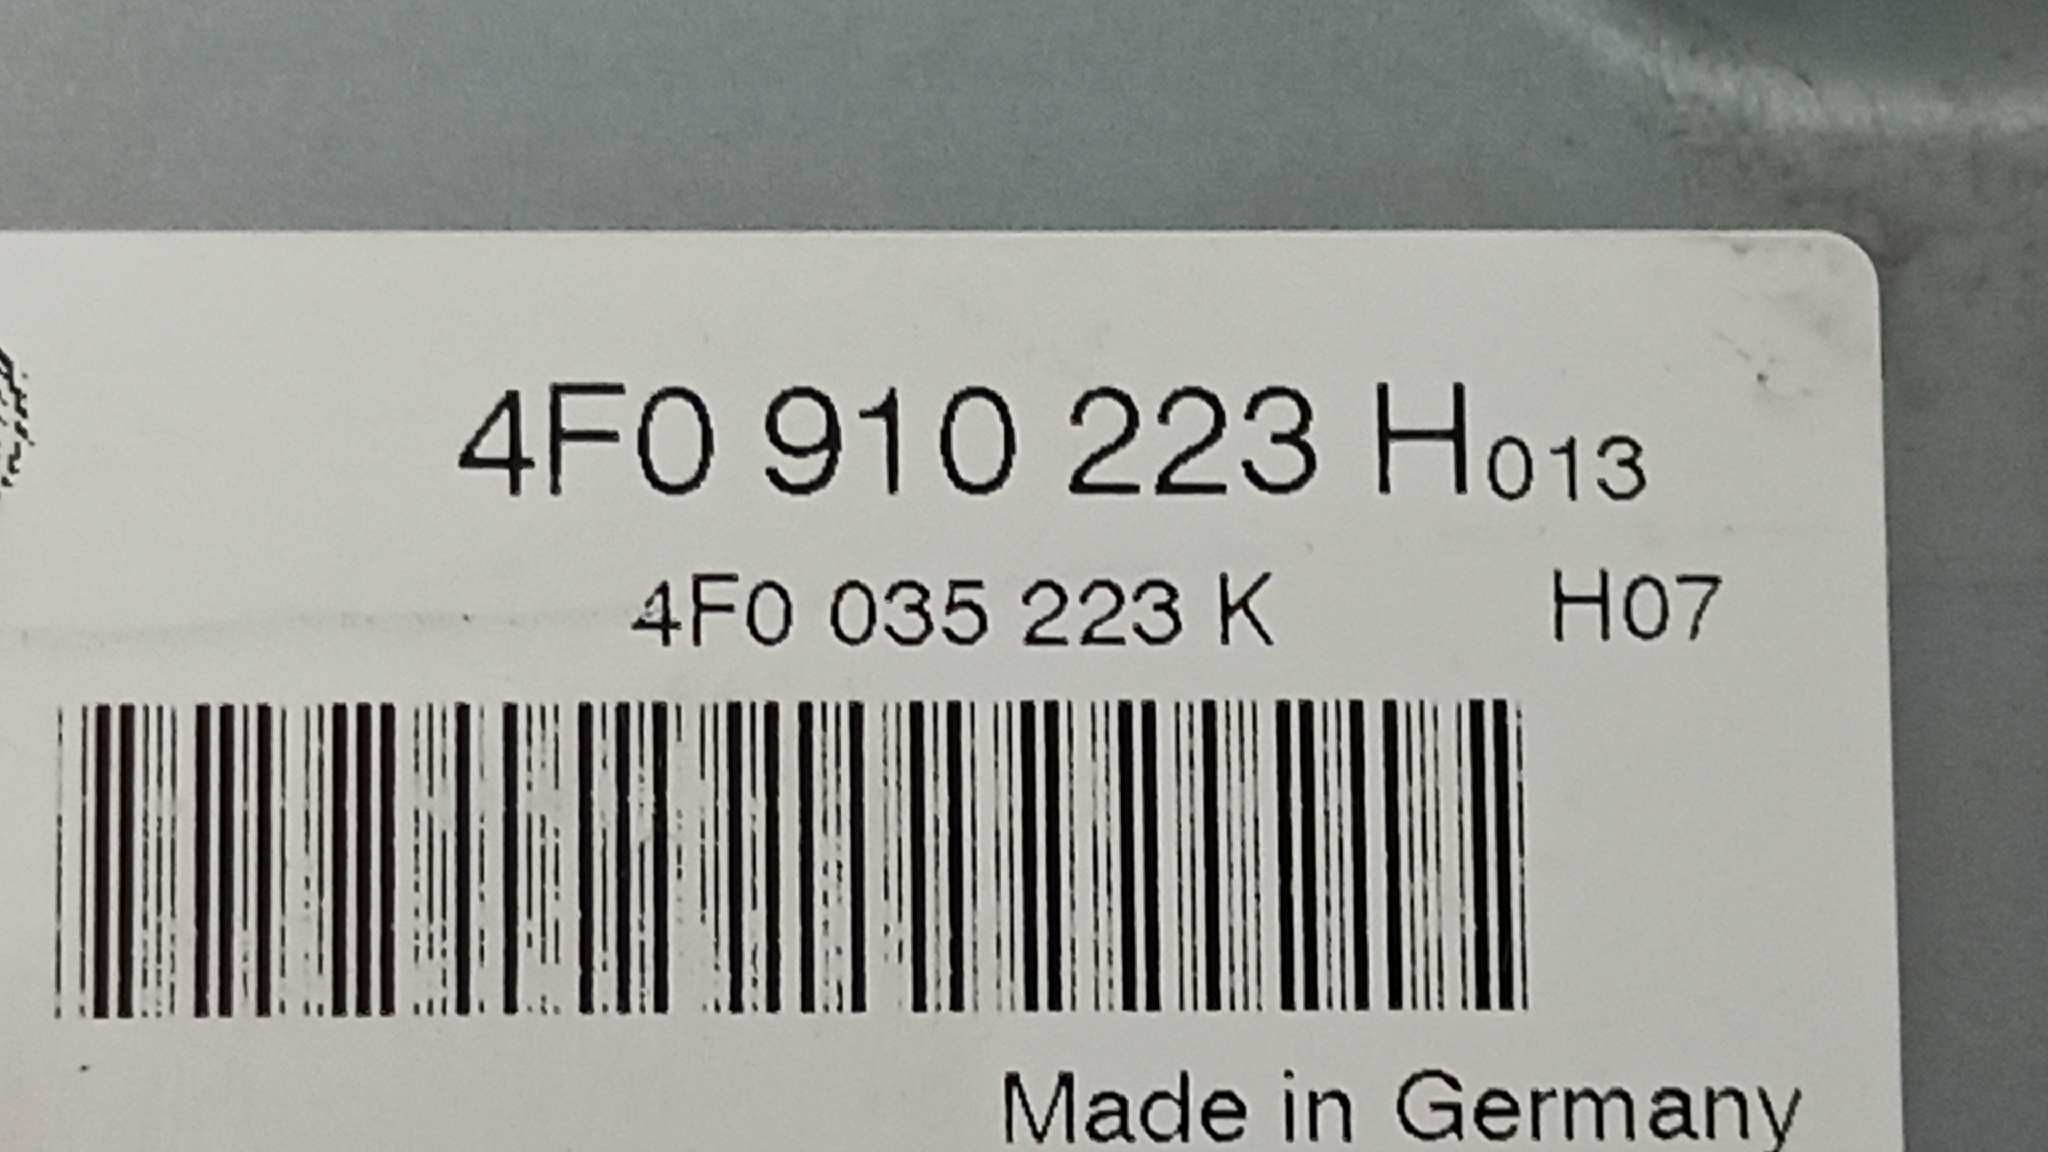 4F0 910 223 H013
4F0 035 223 K H07
Made in Germany